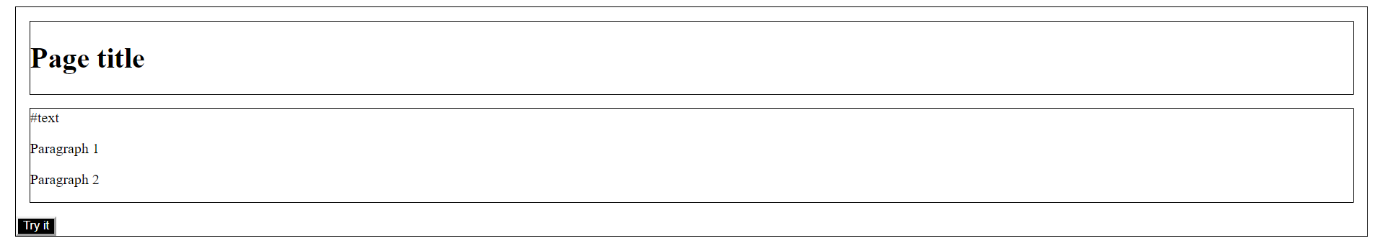 Page title
#text
Paragraph 1
Paragraph 2
Try it